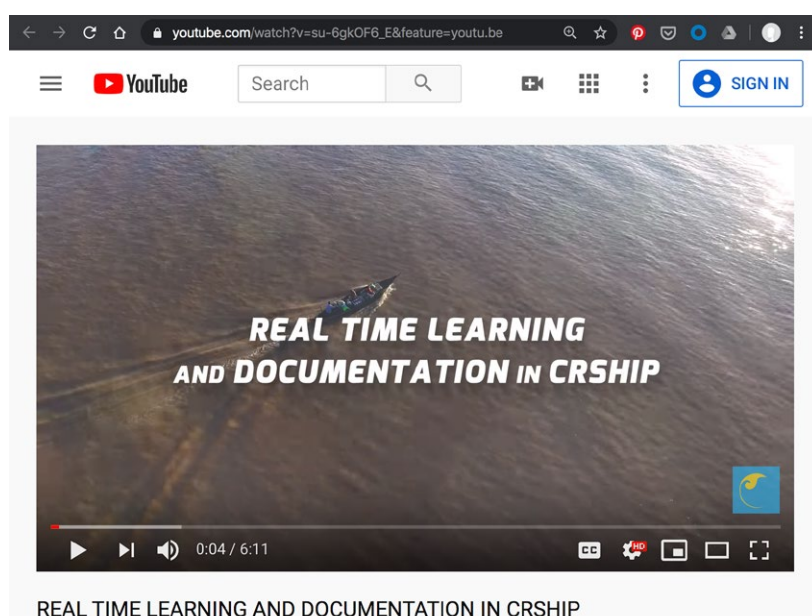 youtube.com/watch?v=su-6gkOF6_E&feature=youtu.be
YouTube
Search
SIGN IN
REAL TIME LEARNING
AND DOCUMENTATION IN CRSHIP
0:04 / 6:11
CC
HD
REAL TIME LEARNING AND DOCUMENTATION IN CRSHIP